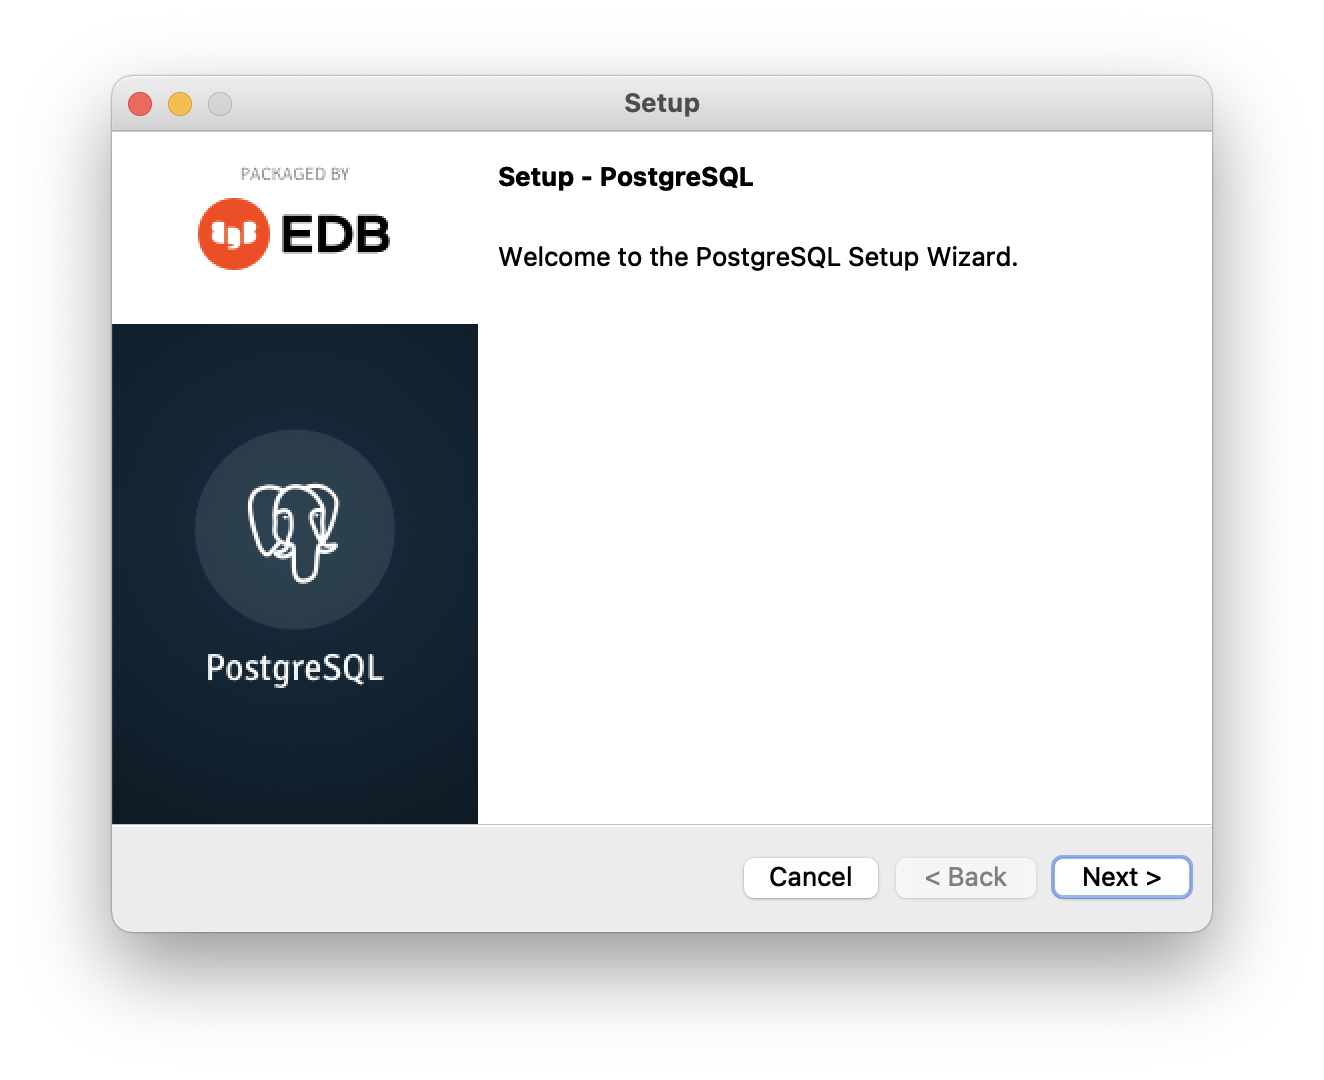 Setup
PACKAGED BY
EDB
PostgreSQL
Setup - PostgreSQL
Welcome to the PostgreSQL Setup Wizard.
Cancel
< Back
Next >